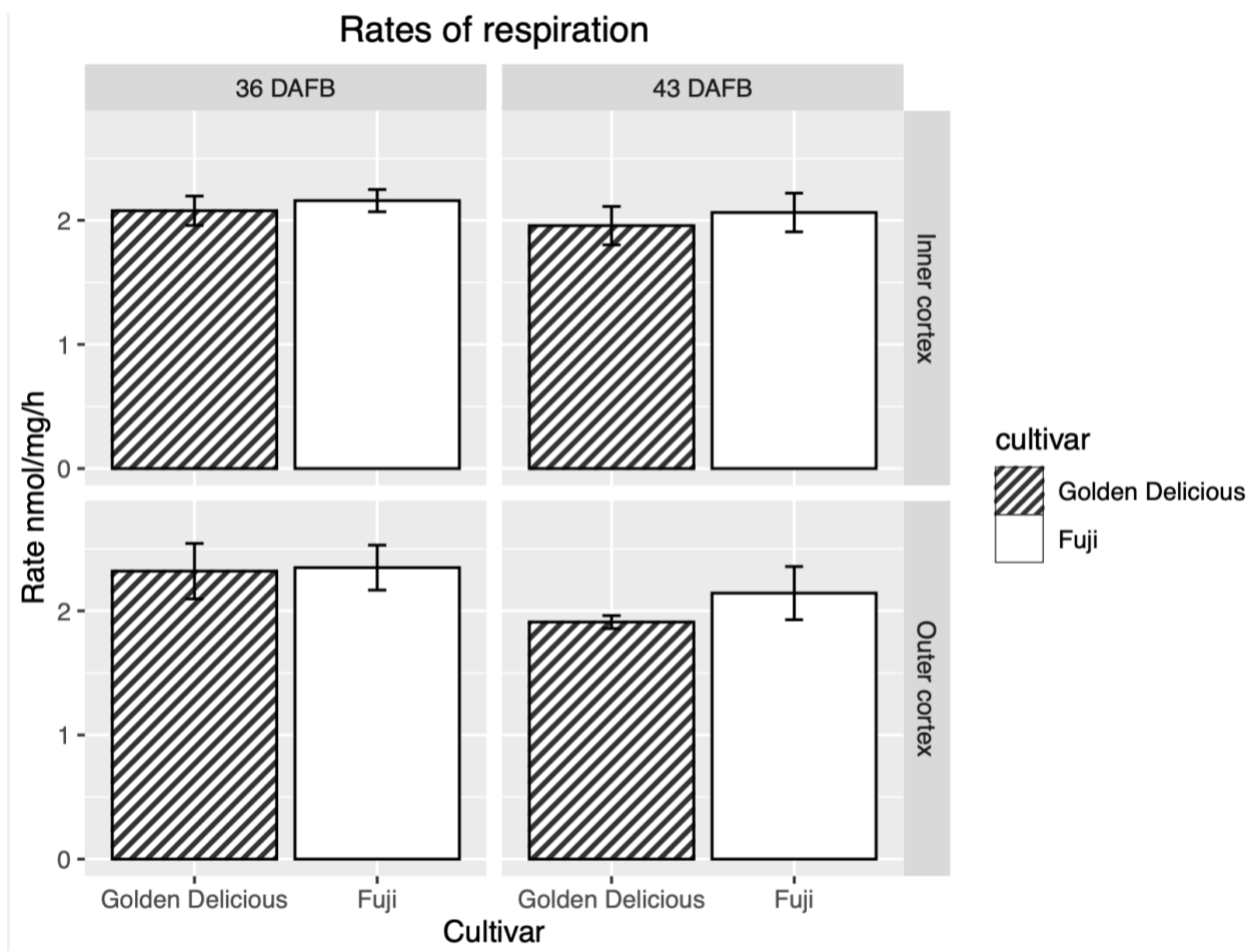 Rates of respiration
36 DAFB
43 DAFB
2
1
0
Inner cortex
2
1
0
Outer cortex
Rate nmol/mg/h
Golden Delicious
Fuji
Golden Delicious
Fuji
Cultivar
cultivar
Golden Delicious
Fuji